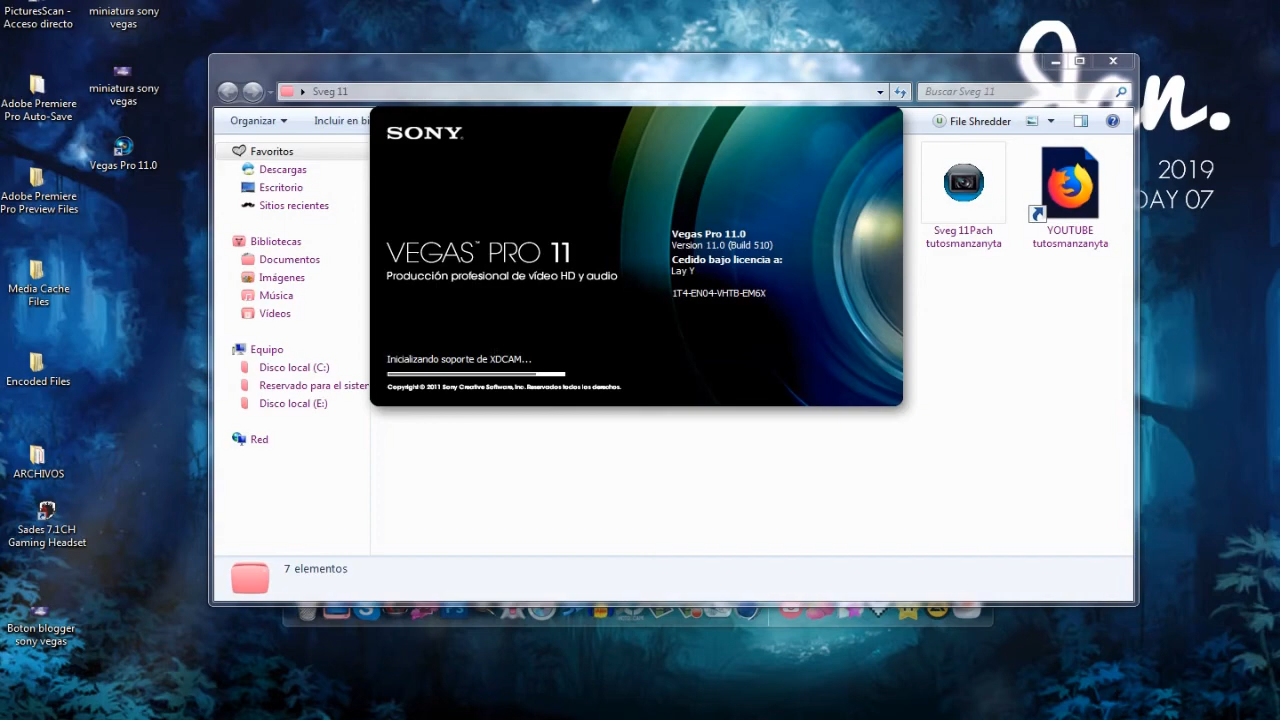 PicturesScan -
Acceso directo
miniatura sony
vegas
Adobe Premiere
Pro Auto-Save
miniatura sony
vegas
Vegas Pro 11.0
Adobe Premiere
Pro Preview Files
Media Cache
Files
Encoded Files
ARCHIVOS
Sades 7.1CH
Gaming Headset
Boton blogger
sony vegas
2019
DAY 07
Sveg 11
Buscar Sveg 11
Organizar
Incluir en bi
File Shredder
Favoritos
Descargas
Escritorio
Sitios recientes
Bibliotecas
Documentos
Imágenes
Música
Vídeos
Equipo
Disco local (C:)
Reservado para el sister
Disco local (E:)
Red
SONY
VEGAS™ PRO 11
Producción profesional de vídeo HD y audio
Vegas Pro 11.0
Version 11.0 (Build 510)
Cedido bajo licencia a:
Lay Y
1T4-EN04-VHTB-EM6X
Inicializando soporte de XDCAM...
Copyright © 2011 Sony Creative Software, Inc. Reservados todos los derechos.
Sveg 11Pach
tutosmanzanyta
YOUTUBE
tutosmanzanyta
7 elementos